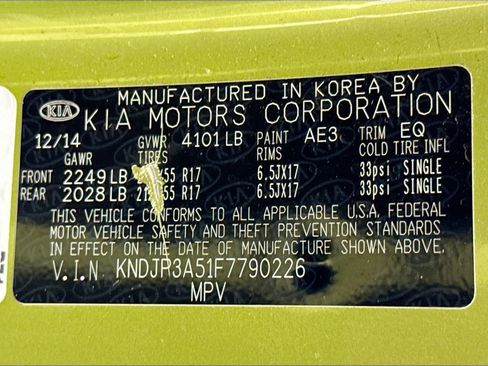 MANUFACTURED IN KOREA BY
KIA KIA MOTORS CORPORATION
12/14 GVWR 4101 LB PAINT AE3 TRIM EQ
GAWR TIRES RIMS COLD TIRE INFL
FRONT 2249 LB 55 R17 6.5JX17 33psi SINGLE
REAR 2028 LB 55 R17 6.5JX17 33psi SINGLE
THIS VEHICLE CONFORMS TO ALL APPLICABLE U.S.A. FEDERAL
MOTOR VEHICLE SAFETY AND THEFT PREVENTION STANDARDS
IN EFFECT ON THE DATE OF MANUFACTURE SHOWN ABOVE.
V.I.N KNDJP3A51F7790226
MPV